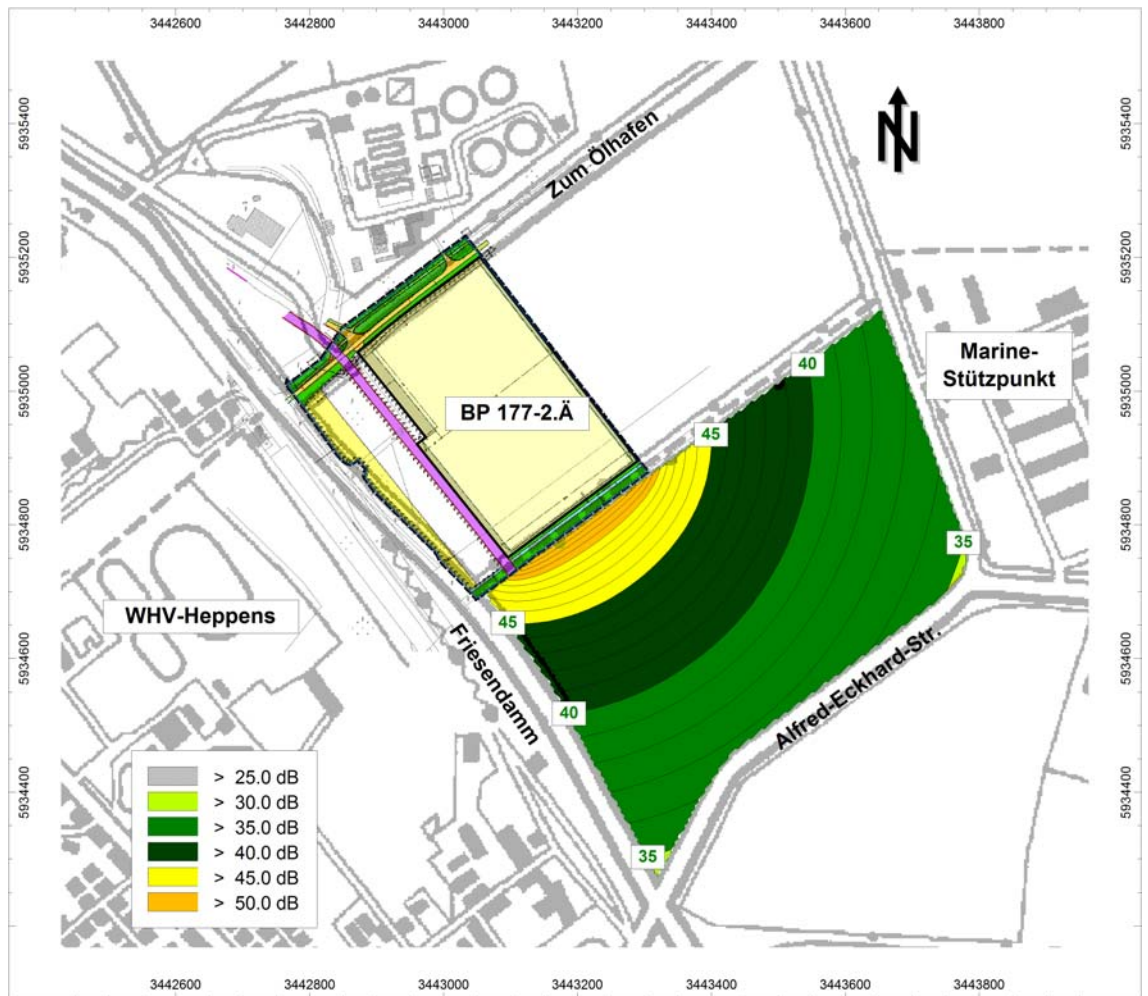 3442600 3442800 3443000 3443200 3443400 3443600 3443800
5935400
5935400
N
Zum Ölhafen
5935200
5935200
Marine-
Stützpunkt
40
5935000
5935000
BP 177-2.Ä
45
5934800
5934800
35
WHV-Heppens
45
Friesendamm
5934600
5934600
Alfred-Eckhard-Str.
40
> 25.0 dB
> 30.0 dB
> 35.0 dB
> 40.0 dB
> 45.0 dB
> 50.0 dB
5934400
5934400
35
3442600 3442800 3443000 3443200 3443400 3443600 3443800